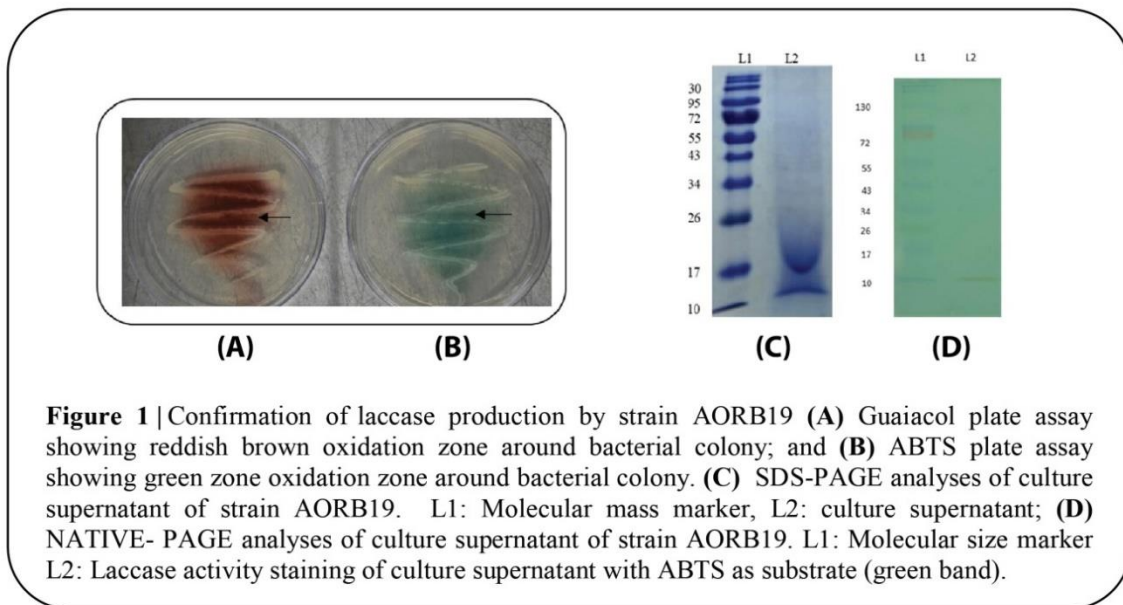 L1 L2
30
95
72
55
43
34
26
17
10
L1 L2
130
72
55
43
34
26
17
10
(A) (B) (C) (D)
Figure 1 | Confirmation of laccase production by strain AORB19 (A) Guaiacol plate assay
showing reddish brown oxidation zone around bacterial colony; and (B) ABTS plate assay
showing green zone oxidation zone around bacterial colony. (C) SDS-PAGE analyses of culture
supernatant of strain AORB19. L1: Molecular mass marker, L2: culture supernatant; (D)
NATIVE- PAGE analyses of culture supernatant of strain AORB19. L1: Molecular size marker
L2: Laccase activity staining of culture supernatant with ABTS as substrate (green band).